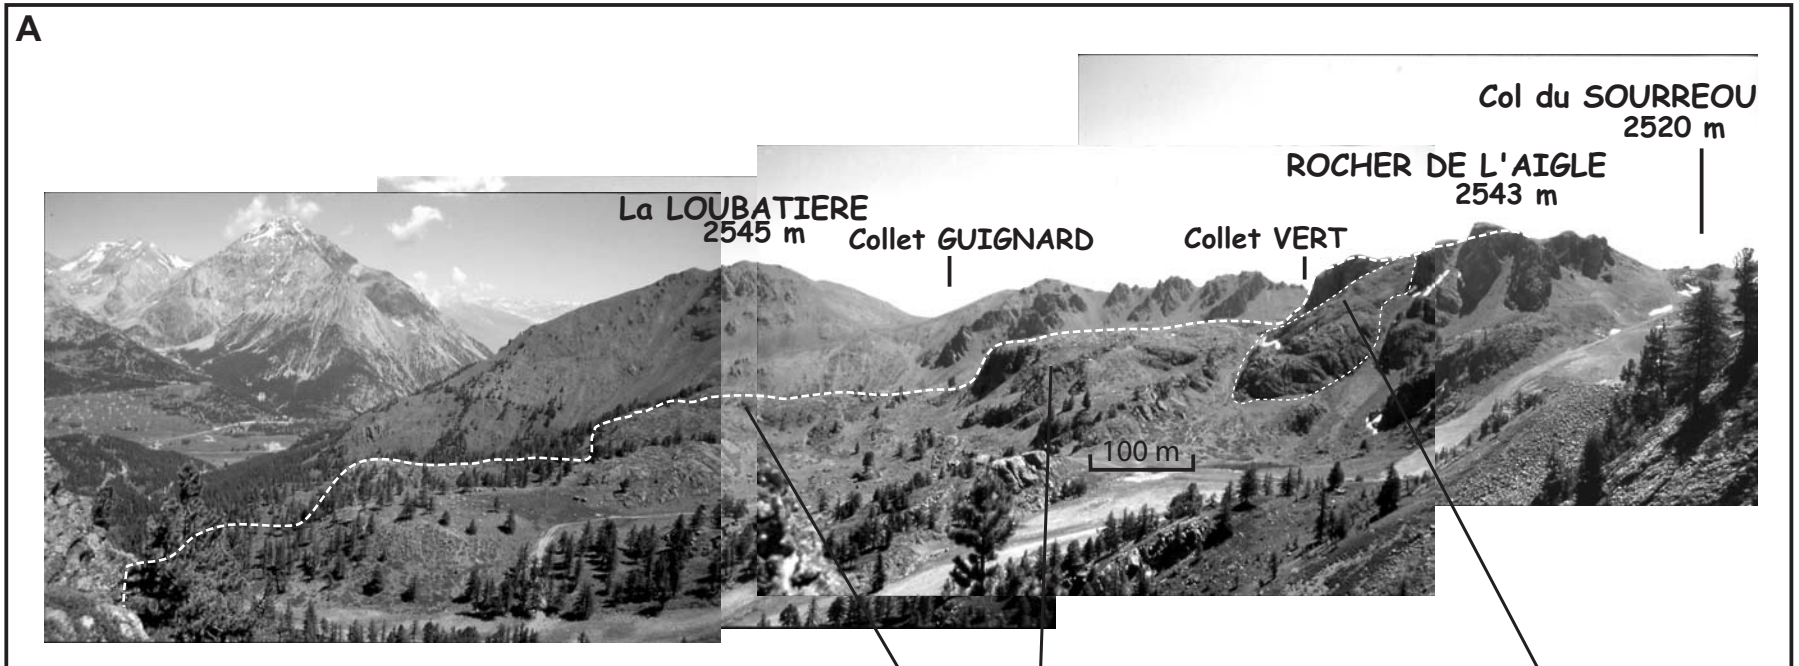 A
Col du SOURREOU
2520 m
ROCHER DE L'AIGLE
2543 m
La LOUBATIERE
2545 m
Collet GUIGNARD
Collet VERT
100 m